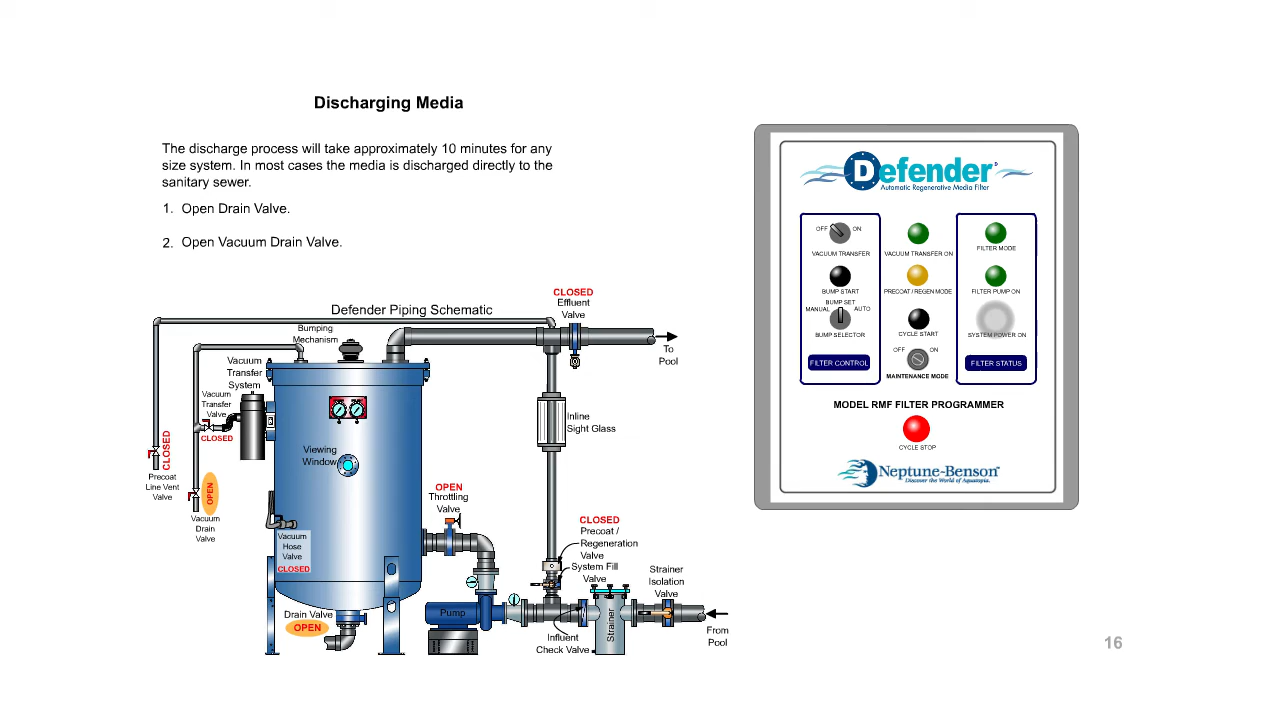 Discharging Media
The discharge process will take approximately 10 minutes for any
size system. In most cases the media is discharged directly to the
sanitary sewer.
1. Open Drain Valve.
2. Open Vacuum Drain Valve.
Defender Piping Schematic
CLOSED
Effluent
Valve
To
Pool
Bumping
Mechanism
Vacuum
Transfer
System
Vacuum
Transfer
Valve
CLOSED
CLOSED
Precoat
Line Vent
Valve
OPEN
Vacuum
Drain
Valve
Viewing
Window
Inline
Sight Glass
OPEN
Throttling
Valve
Vacuum
Hose
Valve
CLOSED
CLOSED
Precoat /
Regeneration
Valve
System Fill
Valve
Strainer
Isolation
Valve
Drain Valve
OPEN
Pump
Strainer
Influent
Check Valve
From
Pool
Defender®
Automatic Regenerative Media Filter
OFF ON
VACUUM TRANSFER
VACUUM TRANSFER ON
FILTER MODE
BUMP START
PRECOAT / REGEN MODE
FILTER PUMP ON
BUMP SET
MANUAL AUTO
BUMP SELECTOR
CYCLE START
SYSTEM POWER ON
OFF ON
MAINTENANCE MODE
FILTER CONTROL
FILTER STATUS
MODEL RMF FILTER PROGRAMMER
CYCLE STOP
Neptune-Benson™
Discover the World of Aquatopia.
16